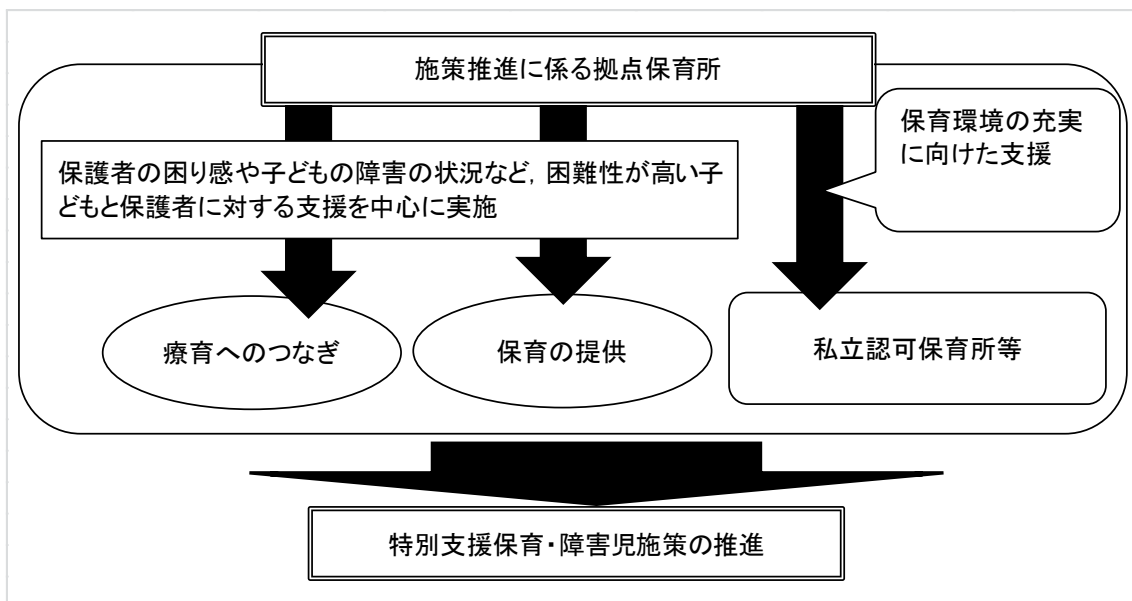 施策推進に係る拠点保育所
保育環境の充実
に向けた支援
保護者の困り感や子どもの障害の状況など，困難性が高い子
どもと保護者に対する支援を中心に実施
療育へのつなぎ
保育の提供
私立認可保育所等
特別支援保育・障害児施策の推進